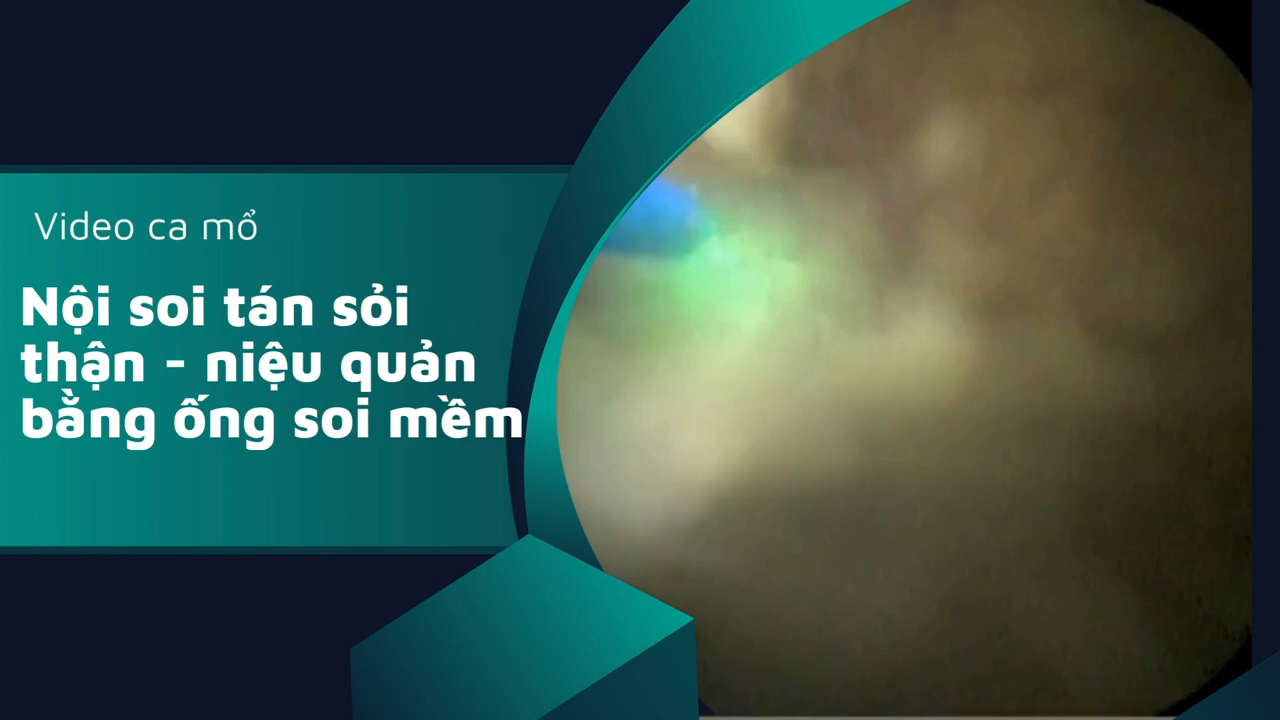 Video ca mổ
Nội soi tán sỏi
thận - niệu quản
bằng ống soi mềm